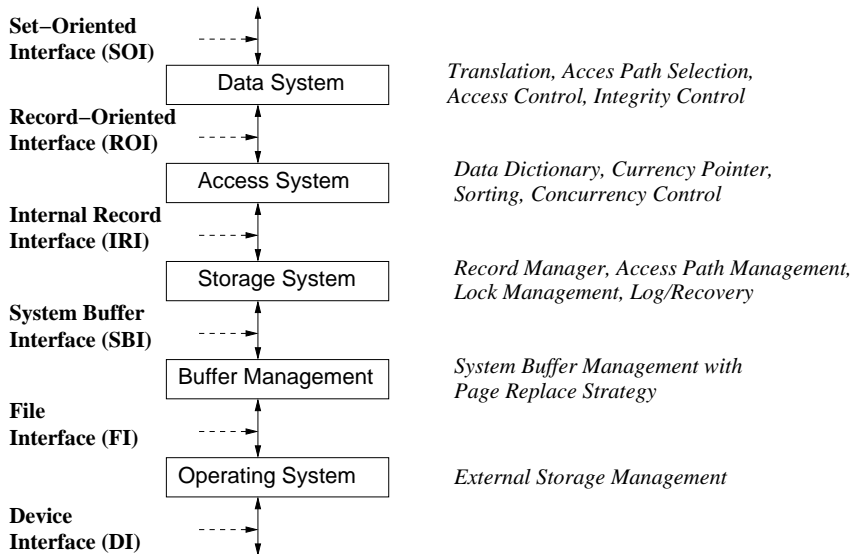 Set−Oriented
Interface (SOI)
Data System
Translation, Acces Path Selection,
Access Control, Integrity Control
Record−Oriented
Interface (ROI)
Access System
Data Dictionary, Currency Pointer,
Sorting, Concurrency Control
Internal Record
Interface (IRI)
Storage System
Record Manager, Access Path Management,
Lock Management, Log/Recovery
System Buffer
Interface (SBI)
Buffer Management
System Buffer Management with
Page Replace Strategy
File
Interface (FI)
Operating System
External Storage Management
Device
Interface (DI)